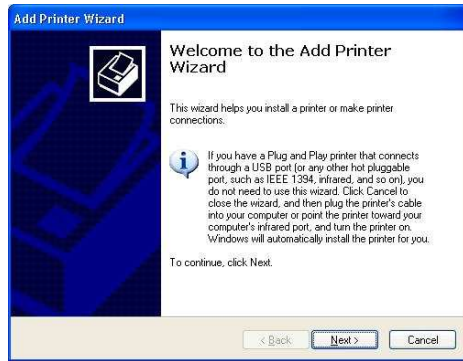 Add Printer Wizard
Welcome to the Add Printer
Wizard
This wizard helps you install a printer or make printer
connections.
If you have a Plug and Play printer that connects
through a USB port (or any other hot pluggable
port, such as IEEE 1394, infrared, and so on), you
do not need to use this wizard. Click Cancel to
close the wizard, and then plug the printer's cable
into your computer or point the printer toward your
computer's infrared port, and turn the printer on.
Windows will automatically install the printer for you.
To continue, click Next.
< Back Next > Cancel